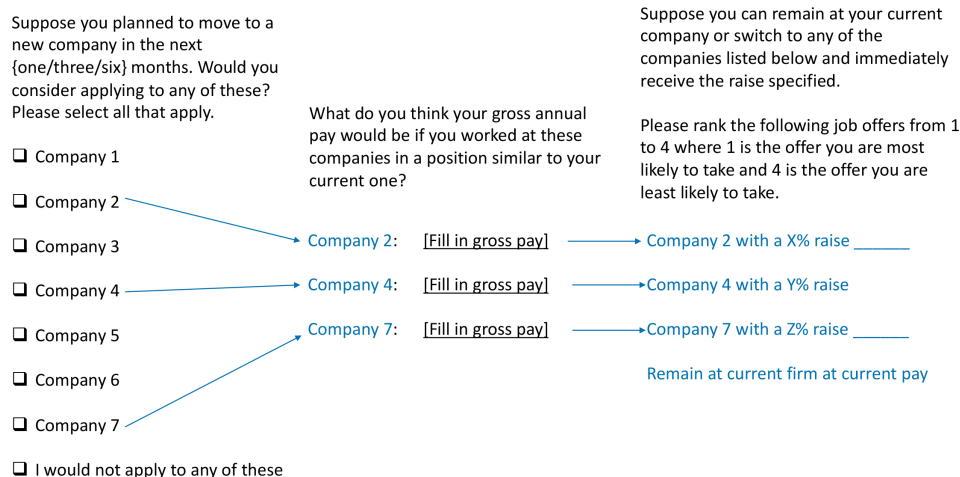 Suppose you planned to move to a
new company in the next
{one/three/six} months. Would you
consider applying to any of these?
Please select all that apply.
Company 1
Company 2
Company 3
Company 4
Company 5
Company 6
Company 7
I would not apply to any of these
What do you think your gross annual
pay would be if you worked at these
companies in a position similar to your
current one?
Company 2: [Fill in gross pay]
Company 4: [Fill in gross pay]
Company 7: [Fill in gross pay]
Suppose you can remain at your current
company or switch to any of the
companies listed below and immediately
receive the raise specified.
Please rank the following job offers from 1
to 4 where 1 is the offer you are most
likely to take and 4 is the offer you are
least likely to take.
Company 2 with a X% raise ______
Company 4 with a Y% raise
Company 7 with a Z% raise ______
Remain at current firm at current pay